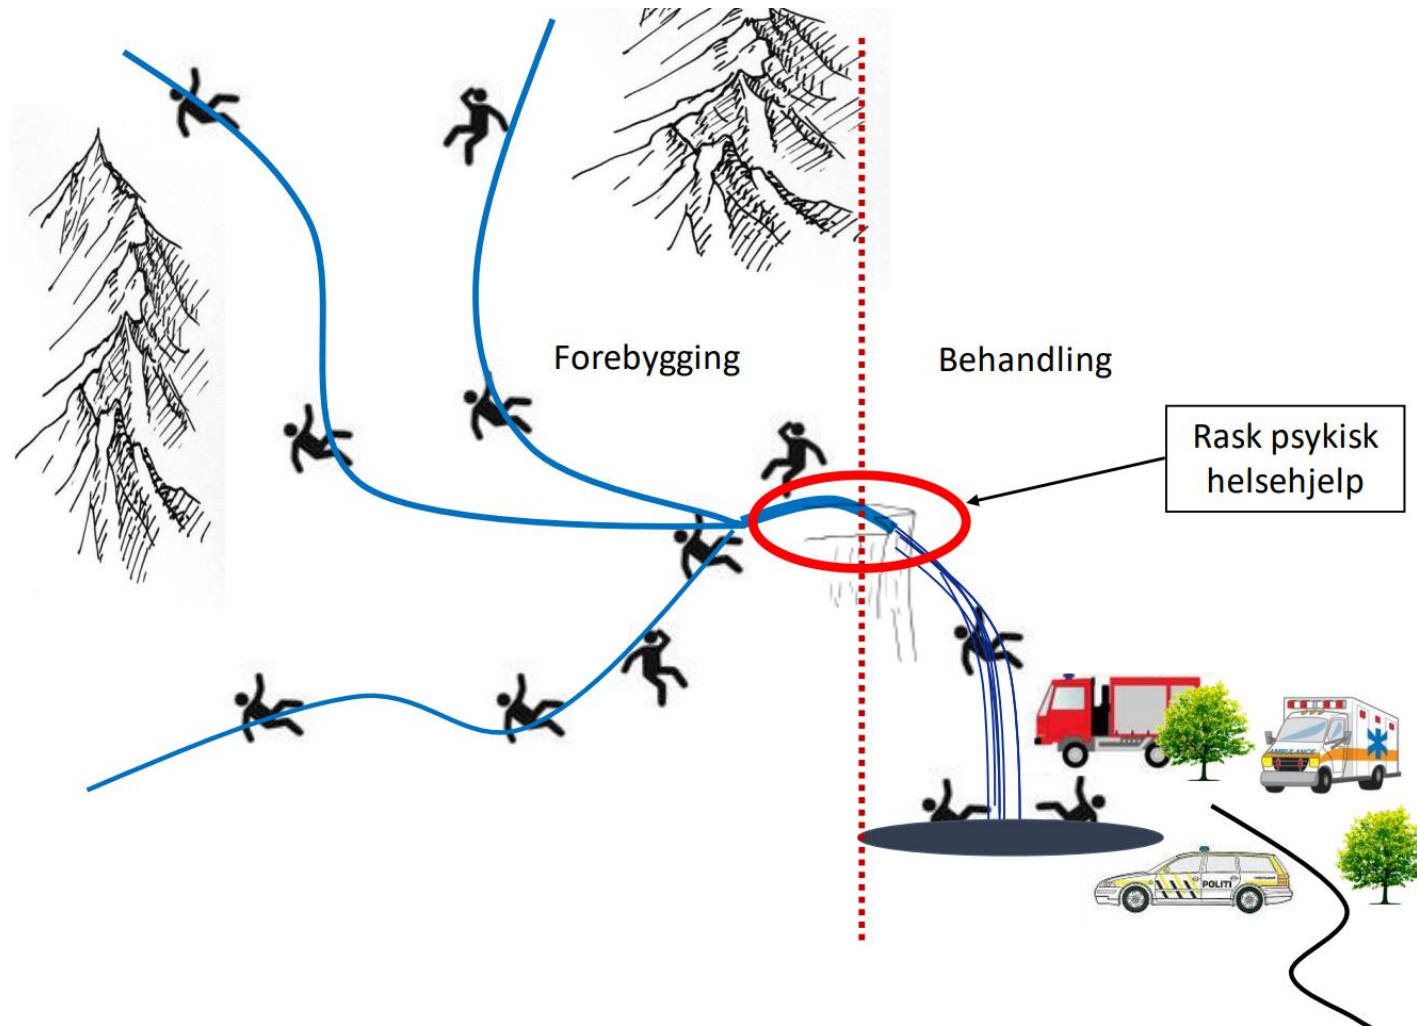 Forebygging
Behandling
Rask psykisk
helsehjelp
AMBULANCE
POLITI